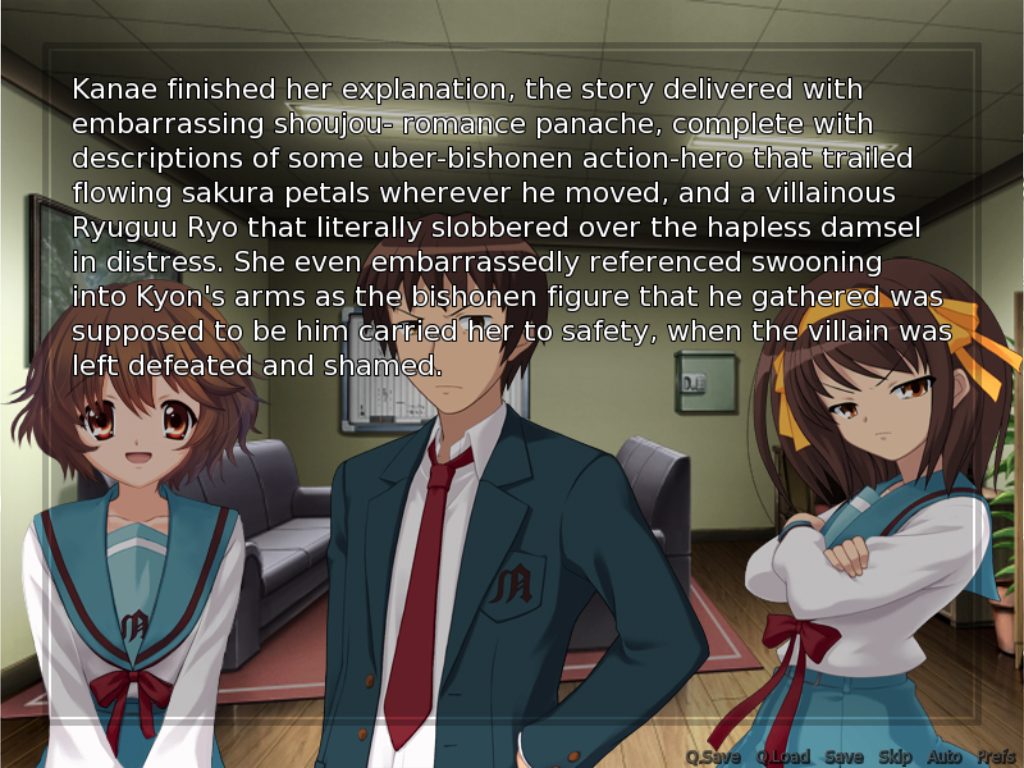 Kanae finished her explanation, the story delivered with
embarrassing shoujou- romance panache, complete with
descriptions of some uber-bishonen action-hero that trailed
flowing sakura petals wherever he moved, and a villainous
Ryuguu Ryo that literally slobbered over the hapless damsel
in distress. She even embarrassedly referenced swooning
into Kyon's arms as the bishonen figure that he gathered was
supposed to be him carried her to safety, when the villain was
left defeated and shamed.
Q.Save Q.Load Save Skip Auto Prefs